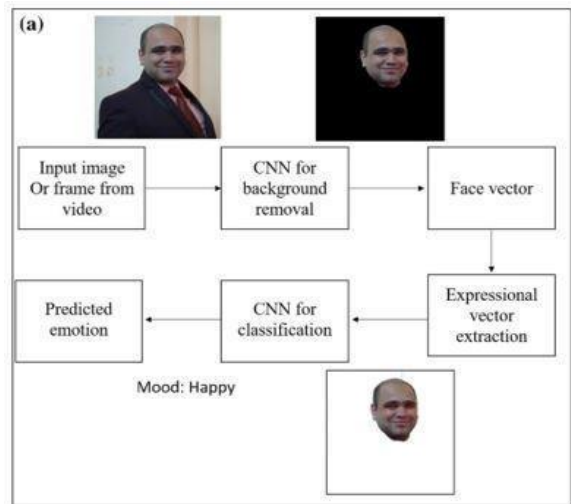 (a)
Input image
Or frame from
video
CNN for
background
removal
Face vector
Expressional
vector
extraction
CNN for
classification
Predicted
emotion
Mood: Happy